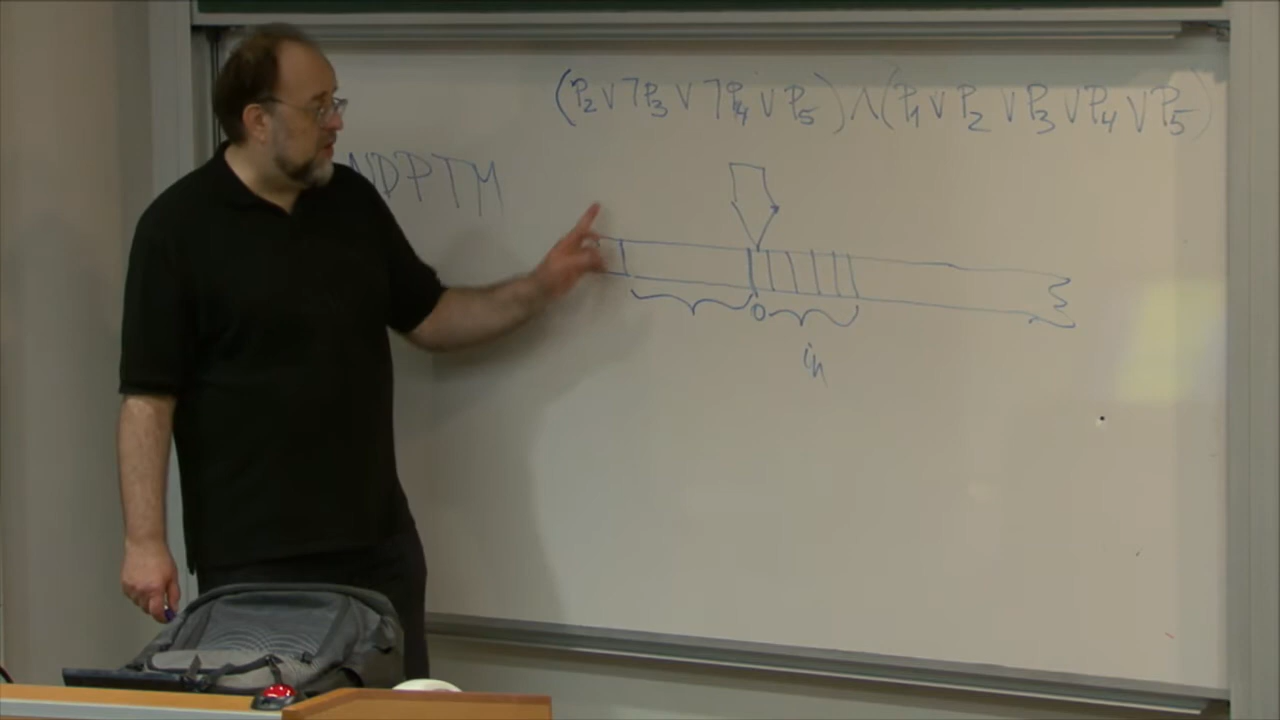 (P₂ ∨ ¬P₃ ∨ ¬P₄ ∨ P₅) ∧ (P₁ ∨ P₂ ∨ P₃ ∨ P₄ ∨ P₅)
NDPTM
0
in